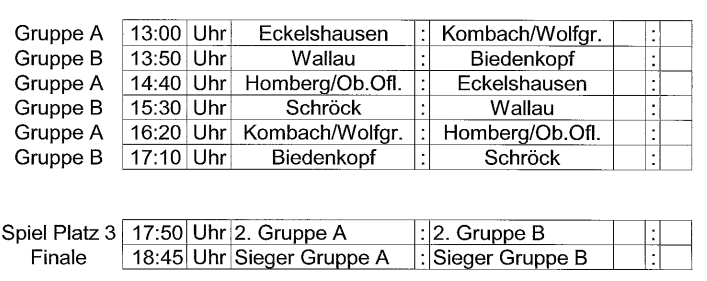 Gruppe A 13:00 Uhr Eckelshausen : Kombach/Wolfgr. :
Gruppe B 13:50 Uhr Wallau : Biedenkopf :
Gruppe A 14:40 Uhr Homberg/Ob.Ofl. : Eckelshausen :
Gruppe B 15:30 Uhr Schröck : Wallau :
Gruppe A 16:20 Uhr Kombach/Wolfgr. : Homberg/Ob.Ofl. :
Gruppe B 17:10 Uhr Biedenkopf : Schröck :
Spiel Platz 3 17:50 Uhr 2. Gruppe A : 2. Gruppe B :
Finale 18:45 Uhr Sieger Gruppe A : Sieger Gruppe B :